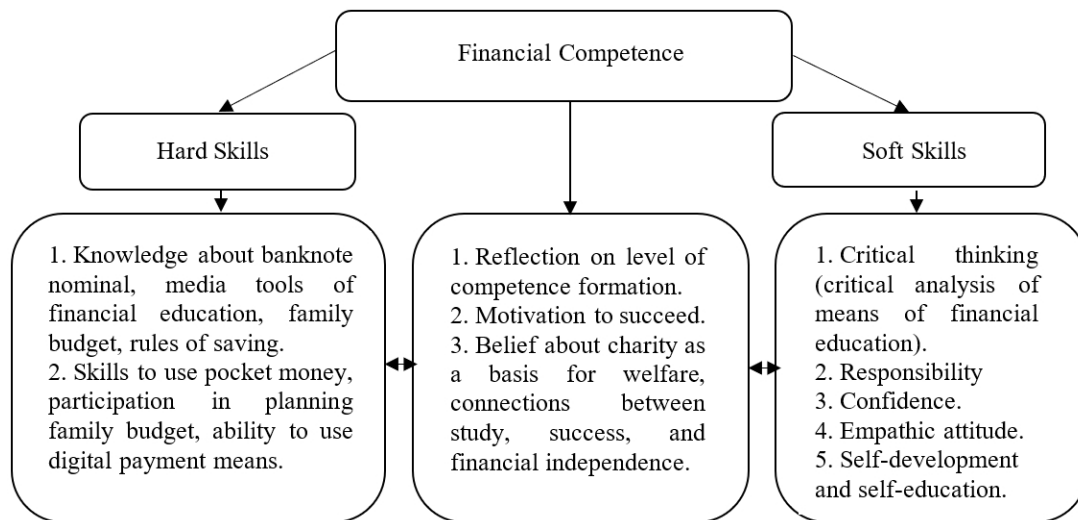 Financial Competence
Hard Skills
Soft Skills
1. Knowledge about banknote
nominal, media tools of
financial education, family
budget, rules of saving.
2. Skills to use pocket money,
participation in planning
family budget, ability to use
digital payment means.
1. Reflection on level of
competence formation.
2. Motivation to succeed.
3. Belief about charity as
a basis for welfare,
connections between
study, success, and
financial independence.
1. Critical thinking
(critical analysis of
means of financial
education).
2. Responsibility
3. Confidence.
4. Empathic attitude.
5. Self-development
and self-education.